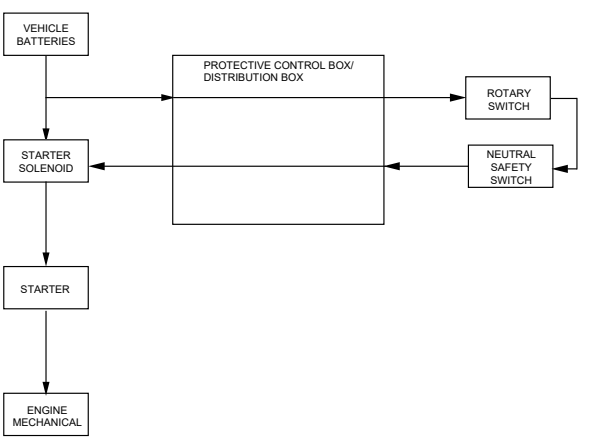 VEHICLE
BATTERIES
PROTECTIVE CONTROL BOX/
DISTRIBUTION BOX
ROTARY
SWITCH
STARTER
SOLENOID
NEUTRAL
SAFETY
SWITCH
STARTER
ENGINE
MECHANICAL